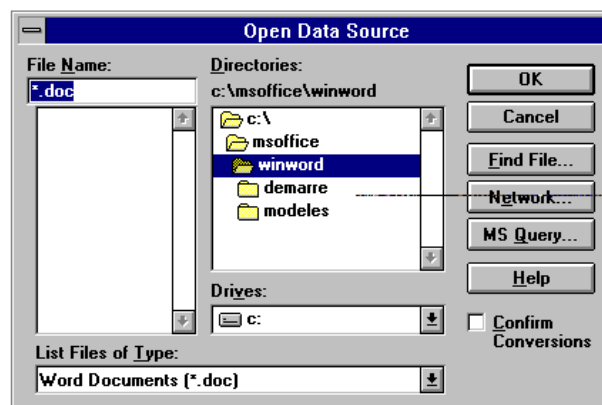 Open Data Source
File Name:
*.doc
Directories:
c:\msoffice\winword
c:\
msoffice
winword
demarre
modeles
Drives:
c:
List Files of Type:
Word Documents (*.doc)
OK
Cancel
Find File...
Network...
MS Query...
Help
Confirm
Conversions